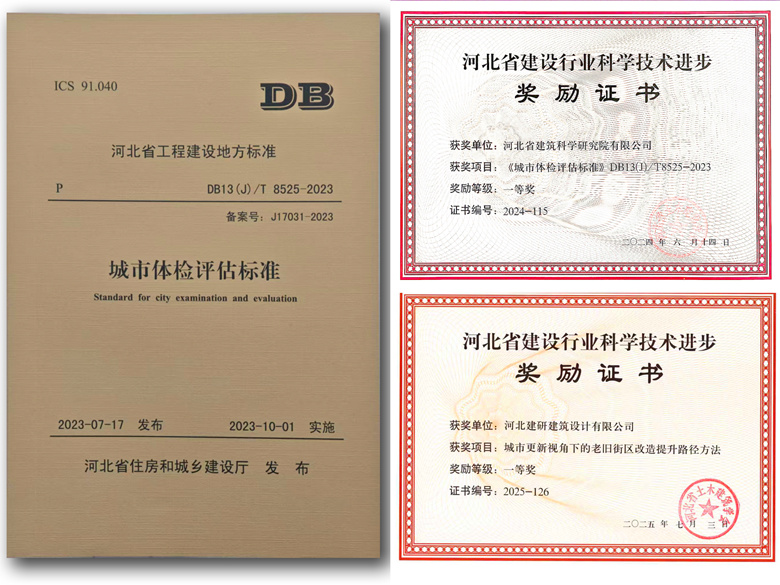 ICS 91.040
DB
河北省工程建设地方标准
P
DB13(J)/T 8525-2023
备案号：J17031-2023
城市体检评估标准
Standard for city examination and evaluation
2023-07-17 发布
2023-10-01 实施
河北省住房和城乡建设厅 发 布
河北省建设行业科学技术进步
奖 励 证 书
获奖单位：河北省建筑科学研究院有限公司
获奖项目：《城市体检评估标准》DB13(J)/T8525-2023
奖励等级：一等奖
证书编号：2024-115
二〇二四 年 六 月 十四 日
河北省建设行业科学技术进步
奖 励 证 书
获奖单位：河北建研建筑设计有限公司
获奖项目：城市更新视角下的老旧街区改造提升路径方法
奖励等级：一等奖
证书编号：2025-126
河北省土木建筑学会
二〇二五 年 七 月 三 日